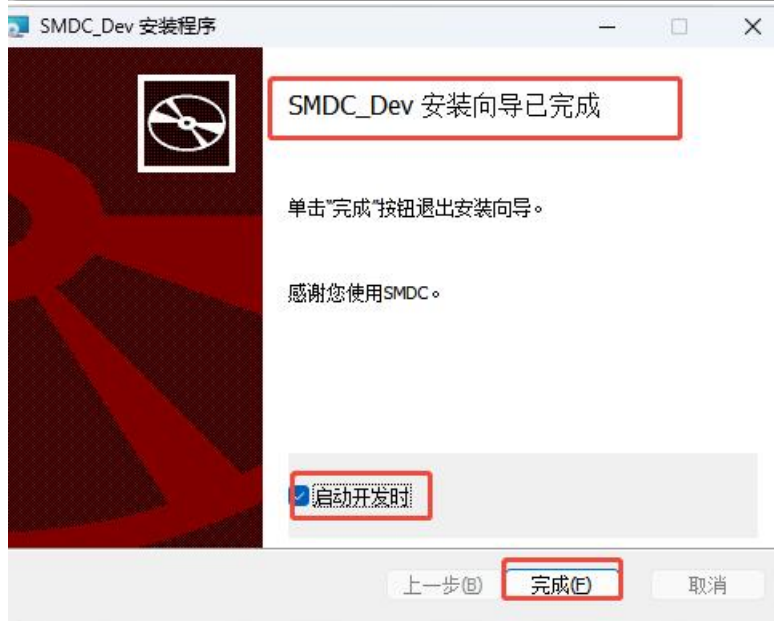 SMDC_Dev 安装程序
SMDC_Dev 安装向导已完成
单击"完成"按钮退出安装向导。
感谢您使用SMDC。
启动开发时
上一步(B) 完成(F) 取消